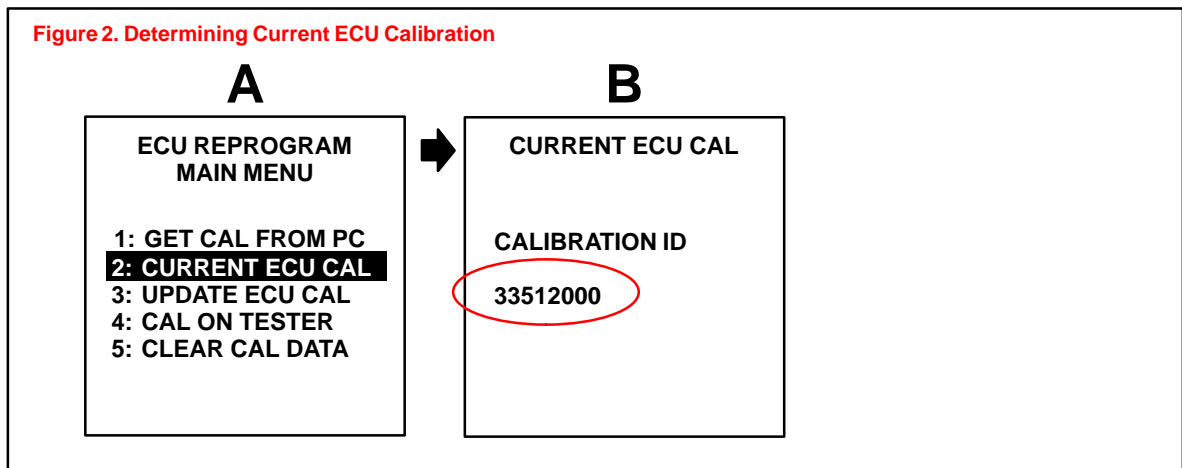 Figure 2. Determining Current ECU Calibration
A
ECU REPROGRAM
MAIN MENU
1: GET CAL FROM PC
2: CURRENT ECU CAL
3: UPDATE ECU CAL
4: CAL ON TESTER
5: CLEAR CAL DATA
B
CURRENT ECU CAL
CALIBRATION ID
33512000